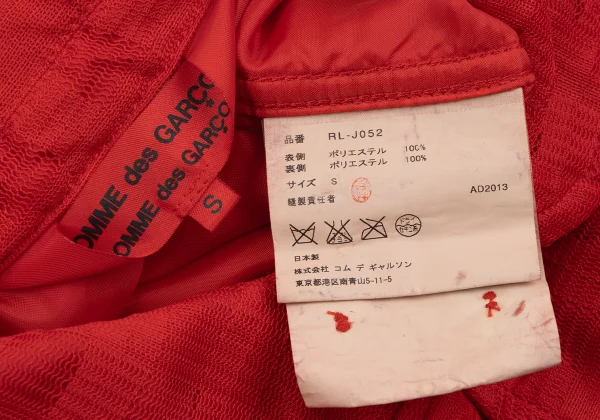 OMME des GARÇO
OMME des GARÇO
S
品番 RL-J052
表側 ポリエステル 100%
裏側 ポリエステル 100%
サイズ S
縫製責任者
AD2013
日本製
株式会社 コム デ ギャルソン
東京都港区南青山5-11-5